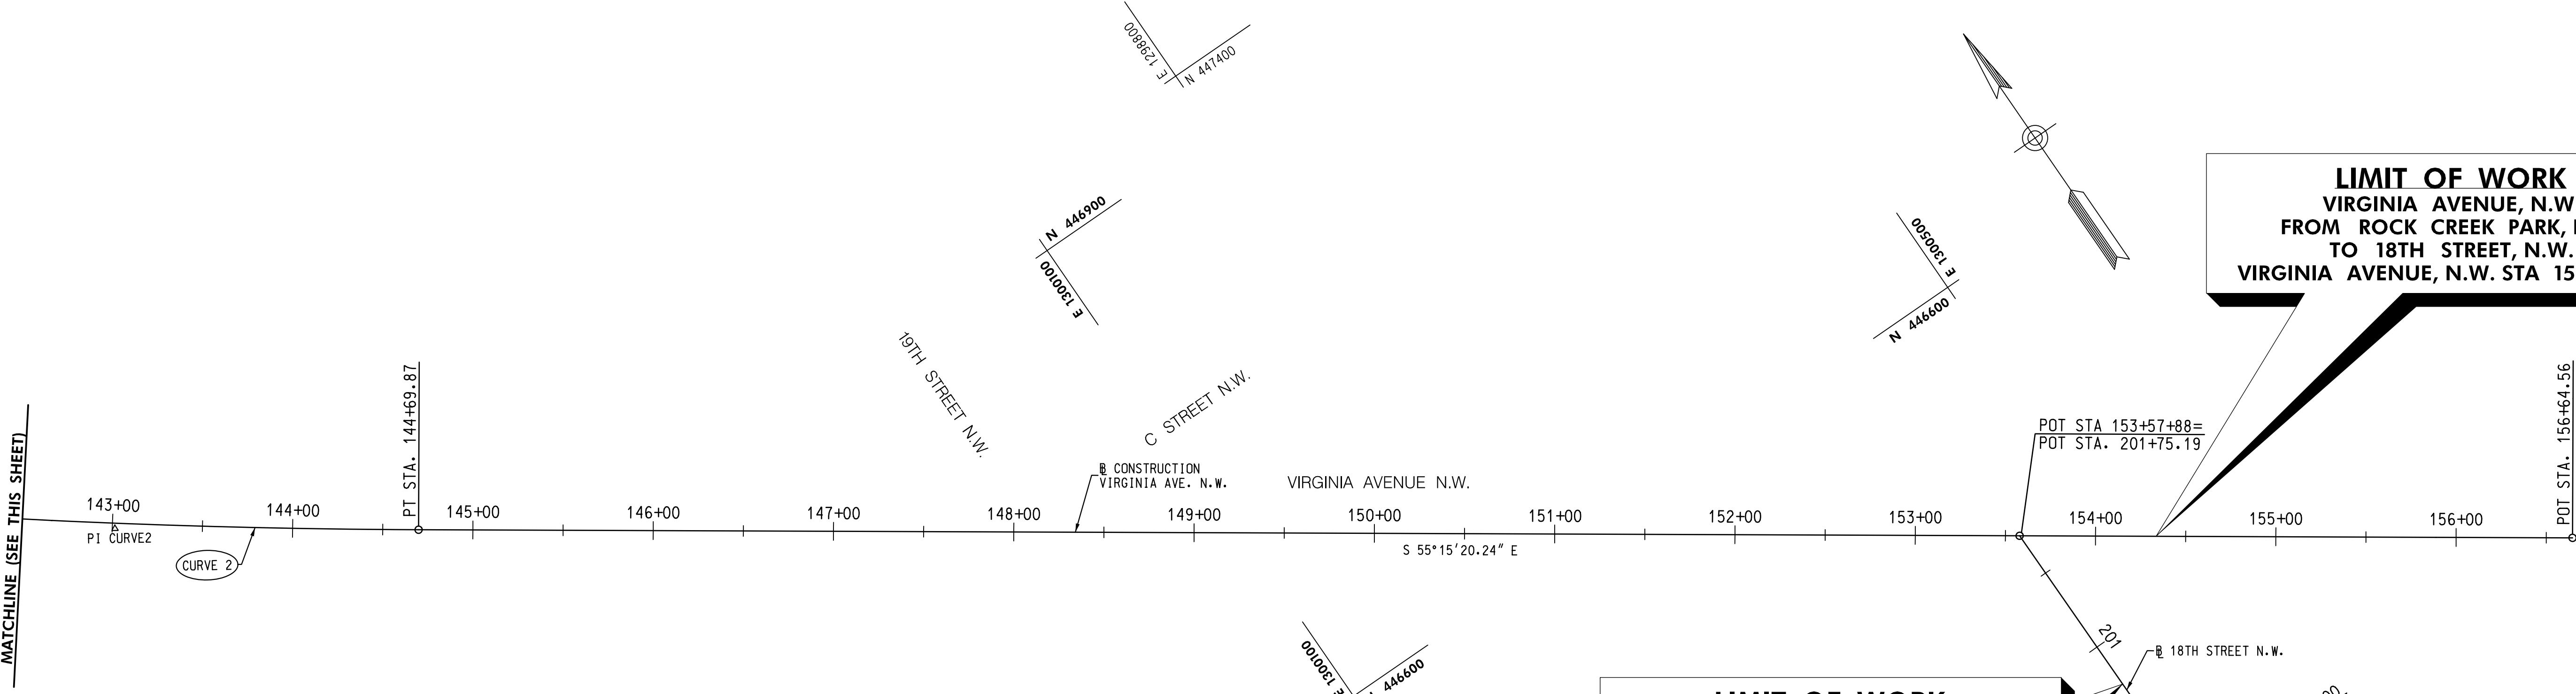 E 1298800
N 447400
N 446900
E 1300100
E 1300500
N 446600
LIMIT OF WORK
VIRGINIA AVENUE, N.W
FROM ROCK CREEK PARK,
TO 18TH STREET, N.W.
VIRGINIA AVENUE, N.W. STA 15
19TH STREET N.W.
C STREET N.W.
MATCHLINE (SEE THIS SHEET)
PT STA. 144+69.87
POT STA 153+57+88=
POT STA. 201+75.19
POT STA. 156+64.56
℄ CONSTRUCTION
VIRGINIA AVE. N.W.
VIRGINIA AVENUE N.W.
143+00
144+00
145+00
146+00
147+00
148+00
149+00
150+00
151+00
152+00
153+00
154+00
155+00
156+00
PI CURVE2
CURVE 2
S 55°15'20.24" E
201
BL 18TH STREET N.W.
E 1300100
N 446600
LIMIT OF WORK